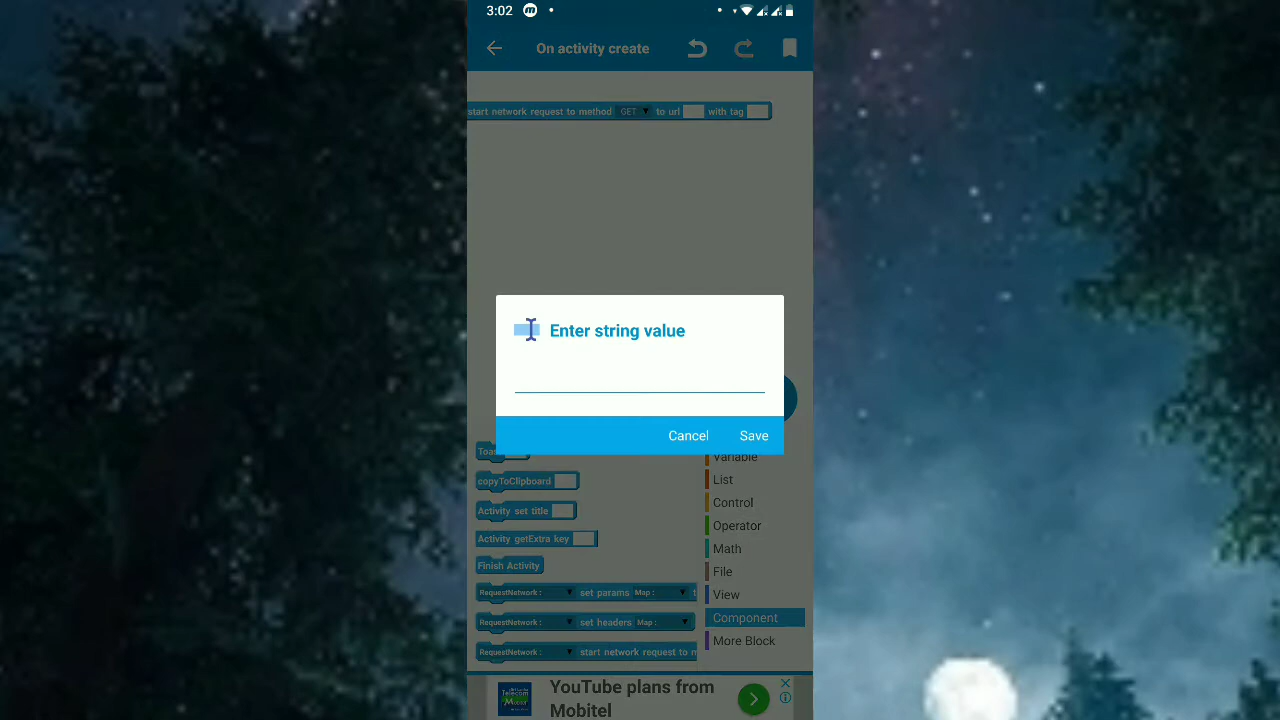 3:02
On activity create
start network request to method GET to url with tag
Enter string value
Cancel Save
Variable
List
copyToClipboard
Control
Activity set title
Operator
Activity getExtra key
Math
Finish Activity
File
RequestNetwork: set params Map: t
View
RequestNetwork: set headers Map:
Component
More Block
RequestNetwork: start network request to m
YouTube plans from
Mobitel